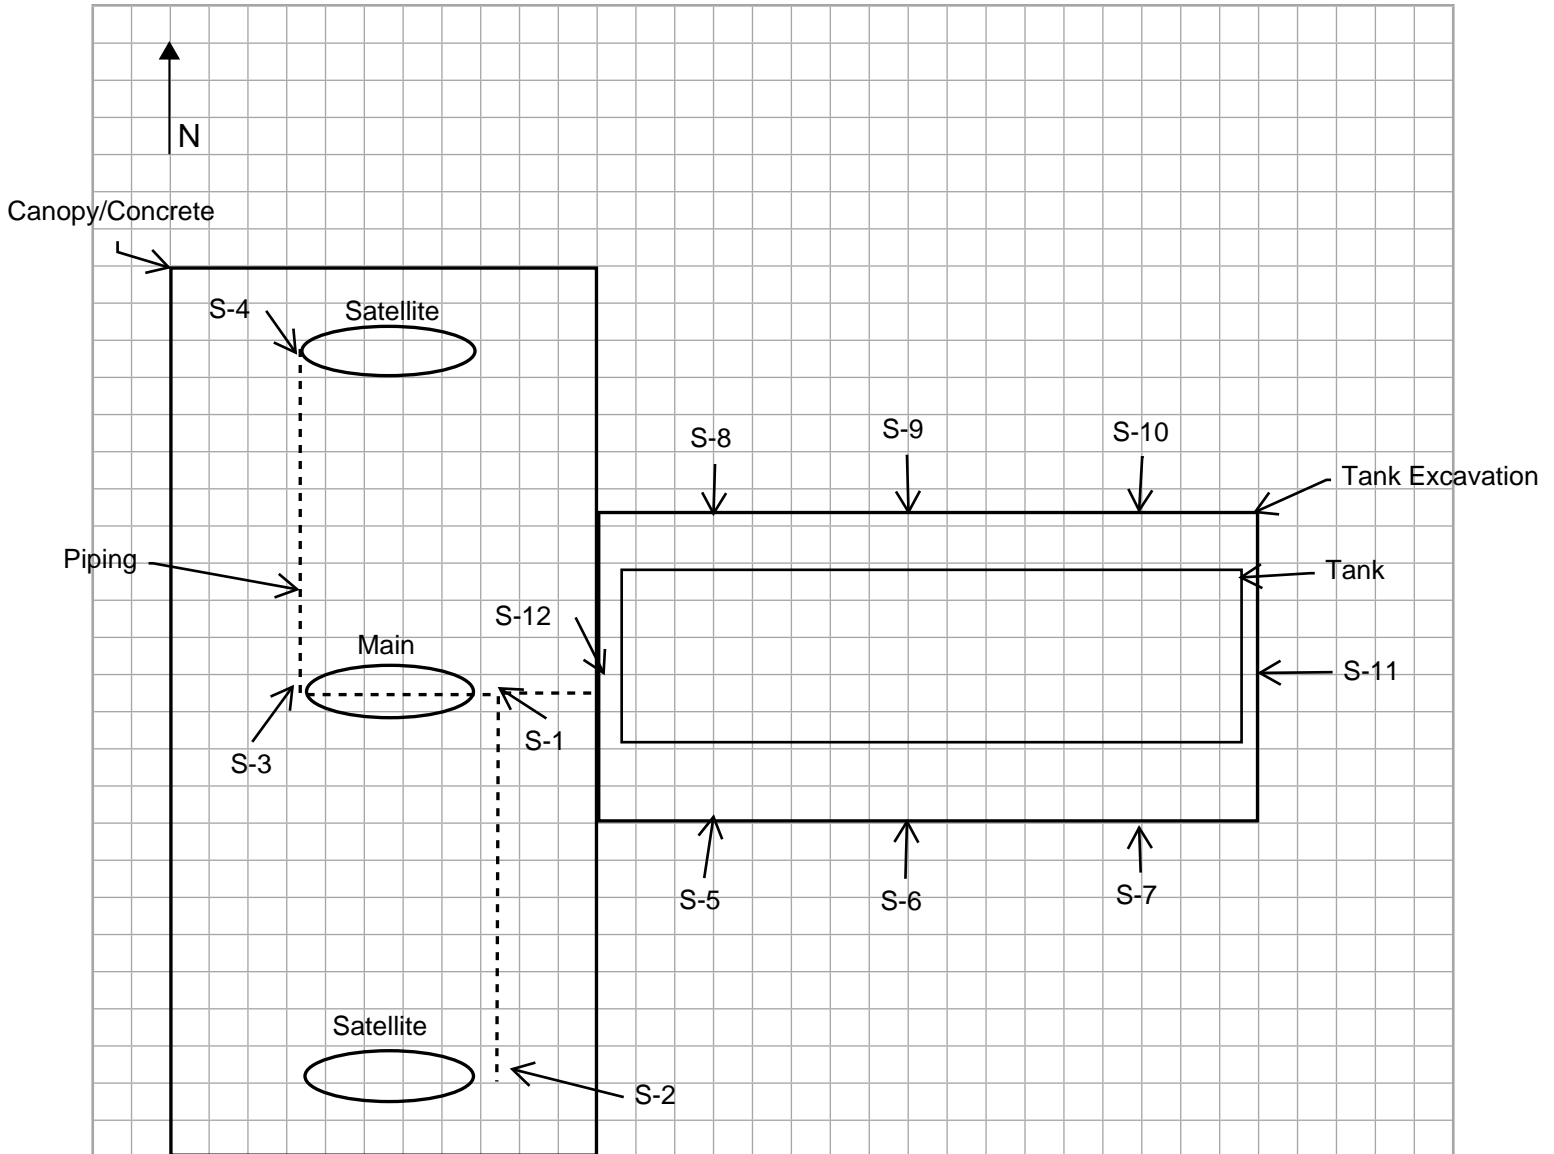 N
Canopy/Concrete
S-4
Satellite
S-8
S-9
S-10
Tank Excavation
Piping
Tank
S-12
Main
S-11
S-1
S-3
S-5
S-6
S-7
Satellite
S-2